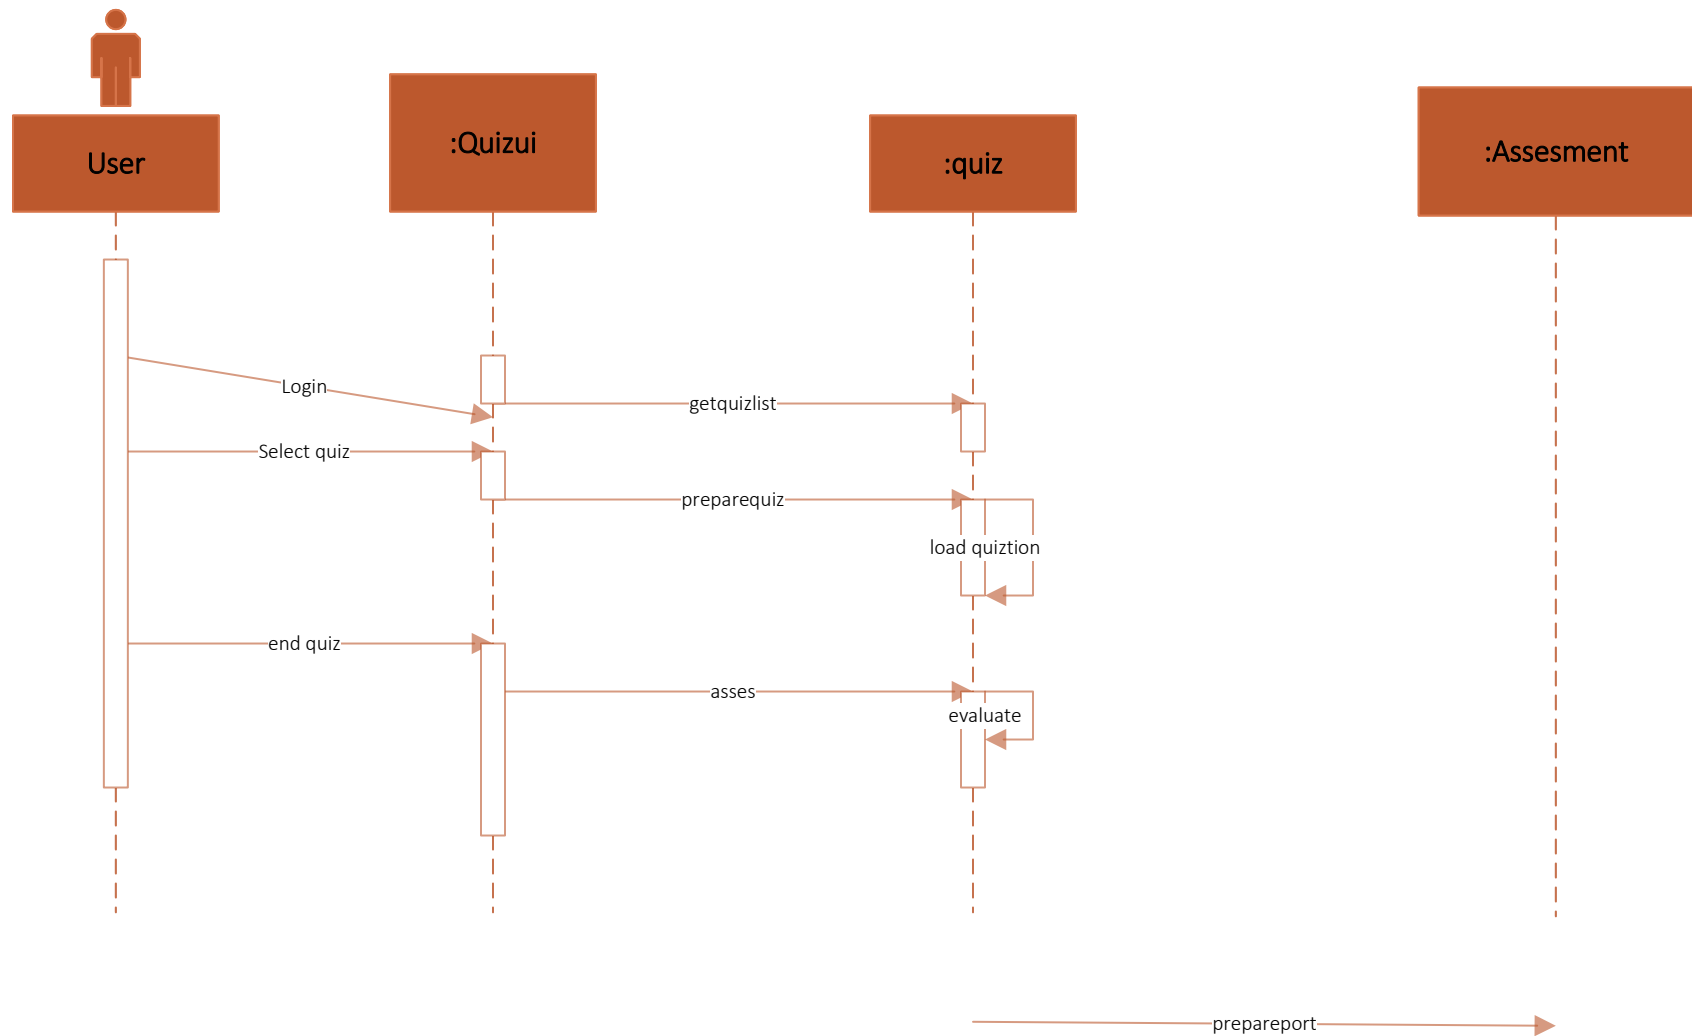 User
:Quizui
:quiz
:Assesment
Login
getquizlist
Select quiz
preparequiz
load quiztion
end quiz
asses
evaluate
prepareport